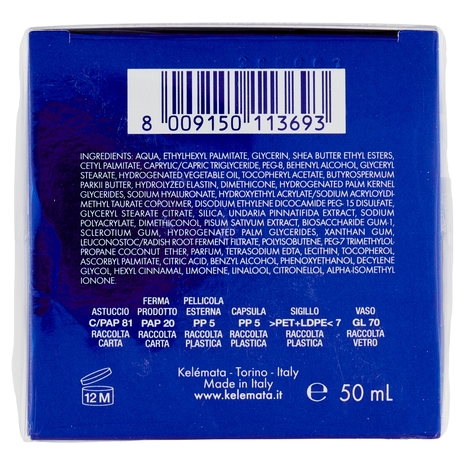 8 009150 113693
INGREDIENTS: AQUA, ETHYLHEXYL PALMITATE, GLYCERIN, SHEA BUTTER ETHYL ESTERS,
CETYL PALMITATE, CAPRYLIC/CAPRIC TRIGLYCERIDE, PEG-8, BEHENYL ALCOHOL, GLYCERYL
STEARATE, HYDROGENATED VEGETABLE OIL, TOCOPHERYL ACETATE, BUTYROSPERMUM
PARKII BUTTER, HYDROLYZED ELASTIN, DIMETHICONE, HYDROGENATED PALM KERNEL
GLYCERIDES, SODIUM HYALURONATE, HYDROXYETHYL ACRYLATE/SODIUM ACRYLOYLDI-
METHYL TAURATE COPOLYMER, DISODIUM ETHYLENE DICOCAMIDE PEG-15 DISULFATE,
GLYCERYL STEARATE CITRATE, SILICA, UNDARIA PINNATIFIDA EXTRACT, SODIUM
POLYACRYLATE, DIMETHICONOL, PISUM SATIVUM EXTRACT, BIOSACCHARIDE GUM-1,
SCLEROTIUM GUM, HYDROGENATED PALM GLYCERIDES, XANTHAN GUM,
LEUCONOSTOC/RADISH ROOT FERMENT FILTRATE, POLYISOBUTENE, PEG-7 TRIMETHYLOL-
PROPANE COCONUT ETHER, PARFUM, TETRASODIUM EDTA, LECITHIN, TOCOPHEROL,
ASCORBYL PALMITATE, CITRIC ACID, BENZYL ALCOHOL, PHENOXYETHANOL, DECYLENE
GLYCOL, HEXYL CINNAMAL, LIMONENE, LINALOOL, CITRONELLOL, ALPHA-ISOMETHYL
IONONE.
FERMA PELLICOLA
ASTUCCIO PRODOTTO ESTERNA CAPSULA SIGILLO VASO
C/PAP 81 PAP 20 PP 5 PP 5 >PET+LDPE< 7 GL 70
RACCOLTA RACCOLTA RACCOLTA RACCOLTA RACCOLTA RACCOLTA
CARTA CARTA PLASTICA PLASTICA PLASTICA VETRO
12 M
Kelémata - Torino - Italy
Made in Italy
www.kelemata.it
℮ 50 mL